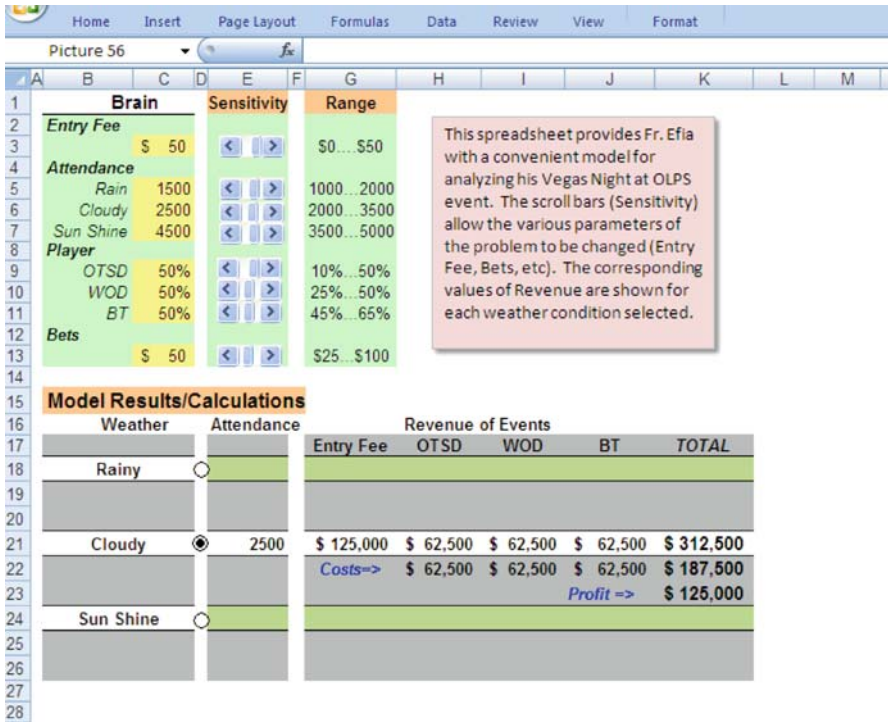 Home Insert Page Layout Formulas Data Review View Format
Picture 56 fx
A B C D E F G H I J K L M
1 Brain Sensitivity Range
2 Entry Fee
3 $ 50 $0....$50
4 Attendance
5 Rain 1500 1000...2000
6 Cloudy 2500 2000...3500
7 Sun Shine 4500 3500...5000
8 Player
9 OTSD 50% 10%...50%
10 WOD 50% 25%...50%
11 BT 50% 45%...65%
12 Bets
13 $ 50 $25...$100
This spreadsheet provides Fr. Efia
with a convenient model for
analyzing his Vegas Night at OLPS
event. The scroll bars (Sensitivity)
allow the various parameters of
the problem to be changed (Entry
Fee, Bets, etc). The corresponding
values of Revenue are shown for
each weather condition selected.
14
15 Model Results/Calculations
16 Weather Attendance Revenue of Events
17 Entry Fee OTSD WOD BT TOTAL
18 Rainy
19
20
21 Cloudy 2500 $ 125,000 $ 62,500 $ 62,500 $ 62,500 $ 312,500
22 Costs=> $ 62,500 $ 62,500 $ 62,500 $ 187,500
23 Profit => $ 125,000
24 Sun Shine
25
26
27
28